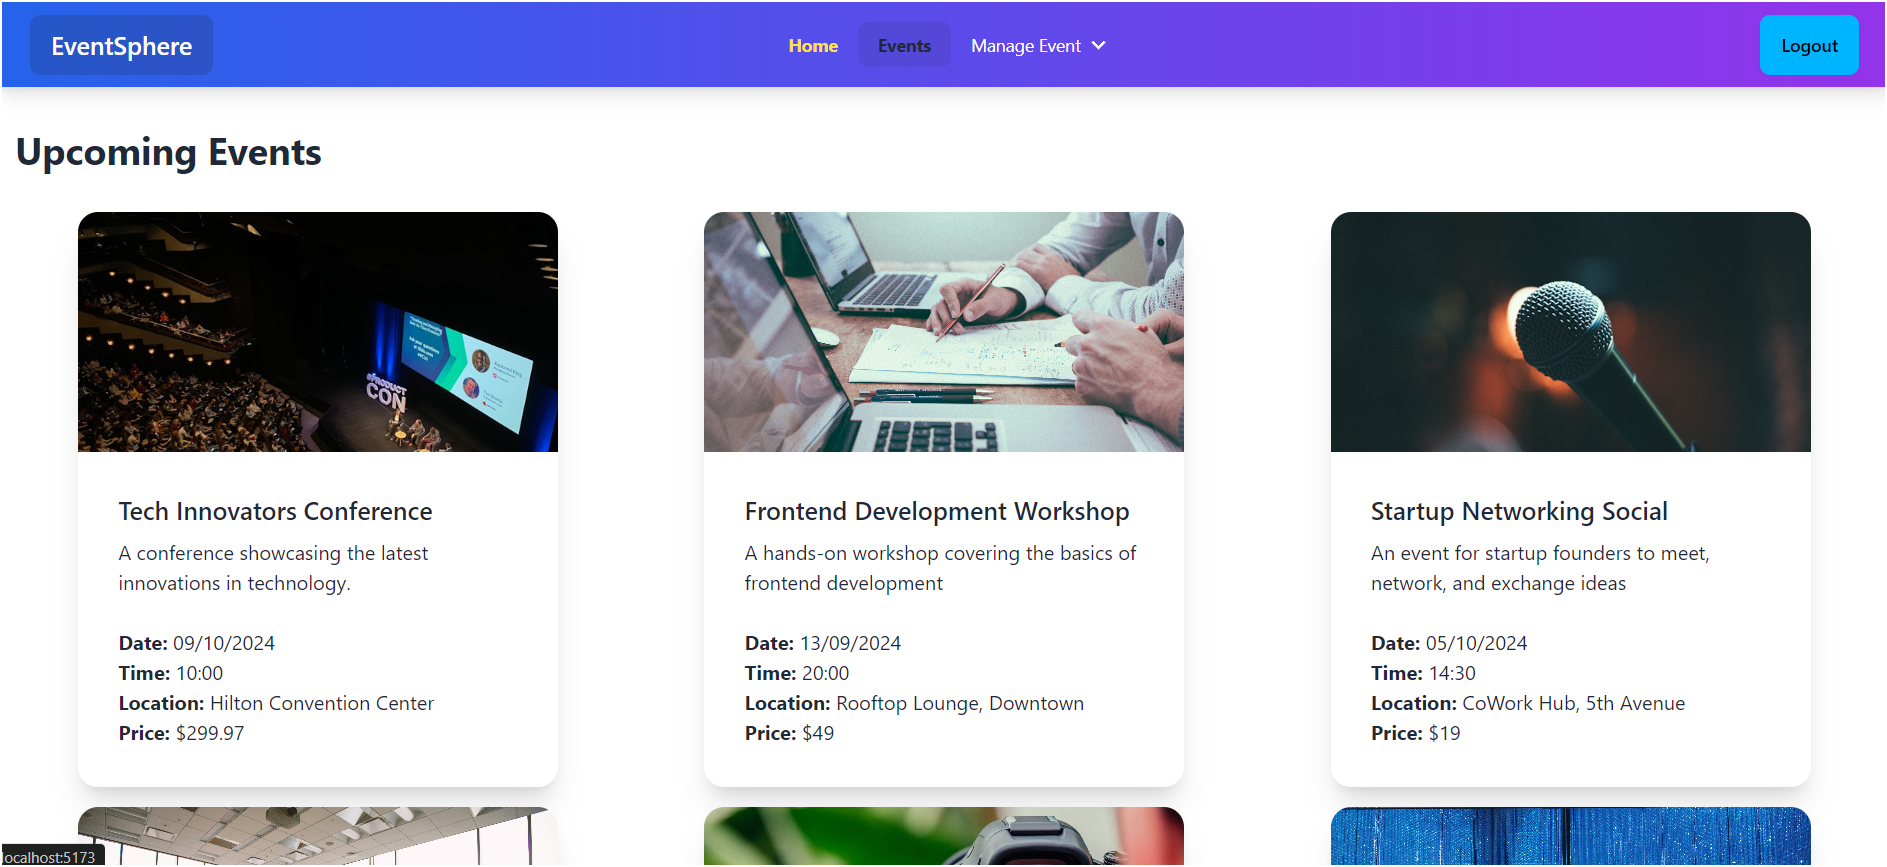 EventSphere
Home
Events
Manage Event
Logout
Upcoming Events
PRODUCT
CON
Tech Innovators Conference
A conference showcasing the latest
innovations in technology.
Date: 09/10/2024
Time: 10:00
Location: Hilton Convention Center
Price: $299.97
Frontend Development Workshop
A hands-on workshop covering the basics of
frontend development
Date: 13/09/2024
Time: 20:00
Location: Rooftop Lounge, Downtown
Price: $49
Startup Networking Social
An event for startup founders to meet,
network, and exchange ideas
Date: 05/10/2024
Time: 14:30
Location: CoWork Hub, 5th Avenue
Price: $19
localhost:5173